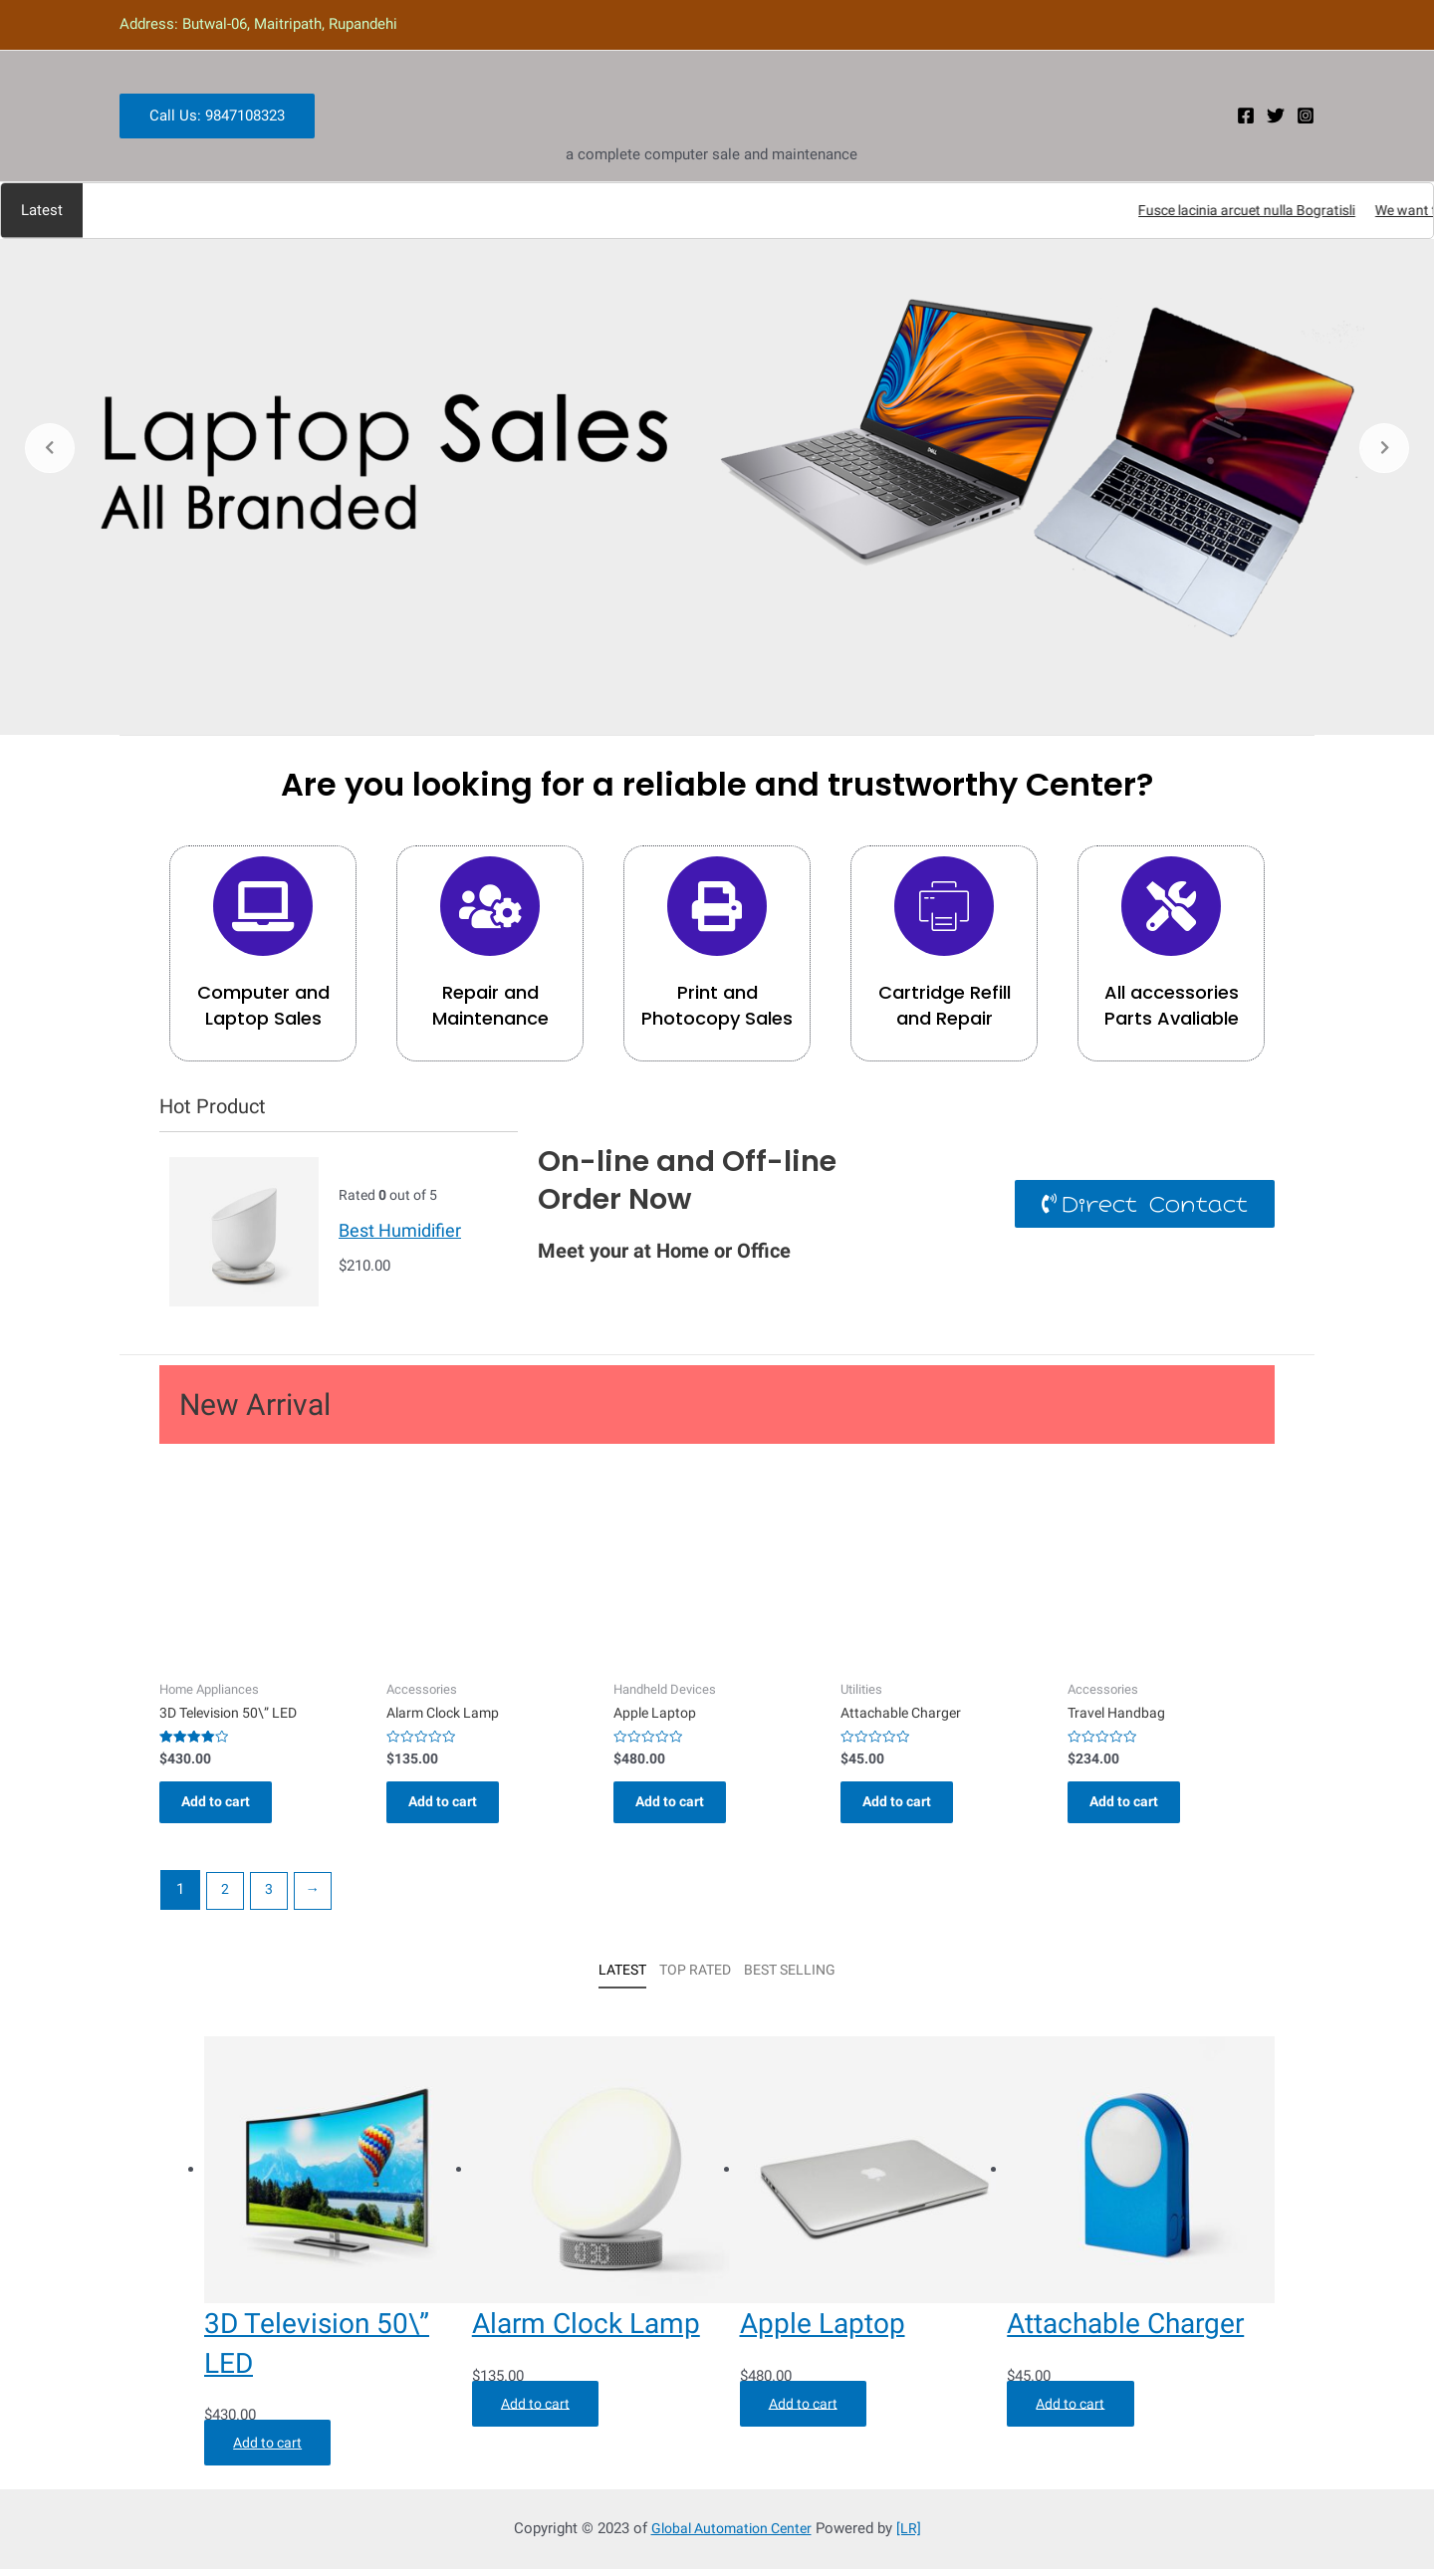 Address: Butwal-06, Maitripath, Rupandehi
Call Us: 9847108323
a complete computer sale and maintenance
Latest
Fusce lacinia arcuet nulla Bogratisli
We want
Laptop Sales
All Branded
Are you looking for a reliable and trustworthy Center?
Computer and
Laptop Sales
Repair and
Maintenance
Print and
Photocopy Sales
Cartridge Refill
and Repair
All accessories
Parts Avaliable
Hot Product
Rated 0 out of 5
Best Humidifier
$210.00
On-line and Off-line
Order Now
Meet your at Home or Office
Direct Contact
New Arrival
Home Appliances
3D Television 50\” LED
$430.00
Add to cart
Accessories
Alarm Clock Lamp
$135.00
Add to cart
Handheld Devices
Apple Laptop
$480.00
Add to cart
Utilities
Attachable Charger
$45.00
Add to cart
Accessories
Travel Handbag
$234.00
Add to cart
1 2 3 →
LATEST TOP RATED BEST SELLING
3D Television 50\”
LED
$430.00
Add to cart
Alarm Clock Lamp
$135.00
Add to cart
Apple Laptop
$480.00
Add to cart
Attachable Charger
$45.00
Add to cart
Copyright © 2023 of Global Automation Center Powered by [LR]